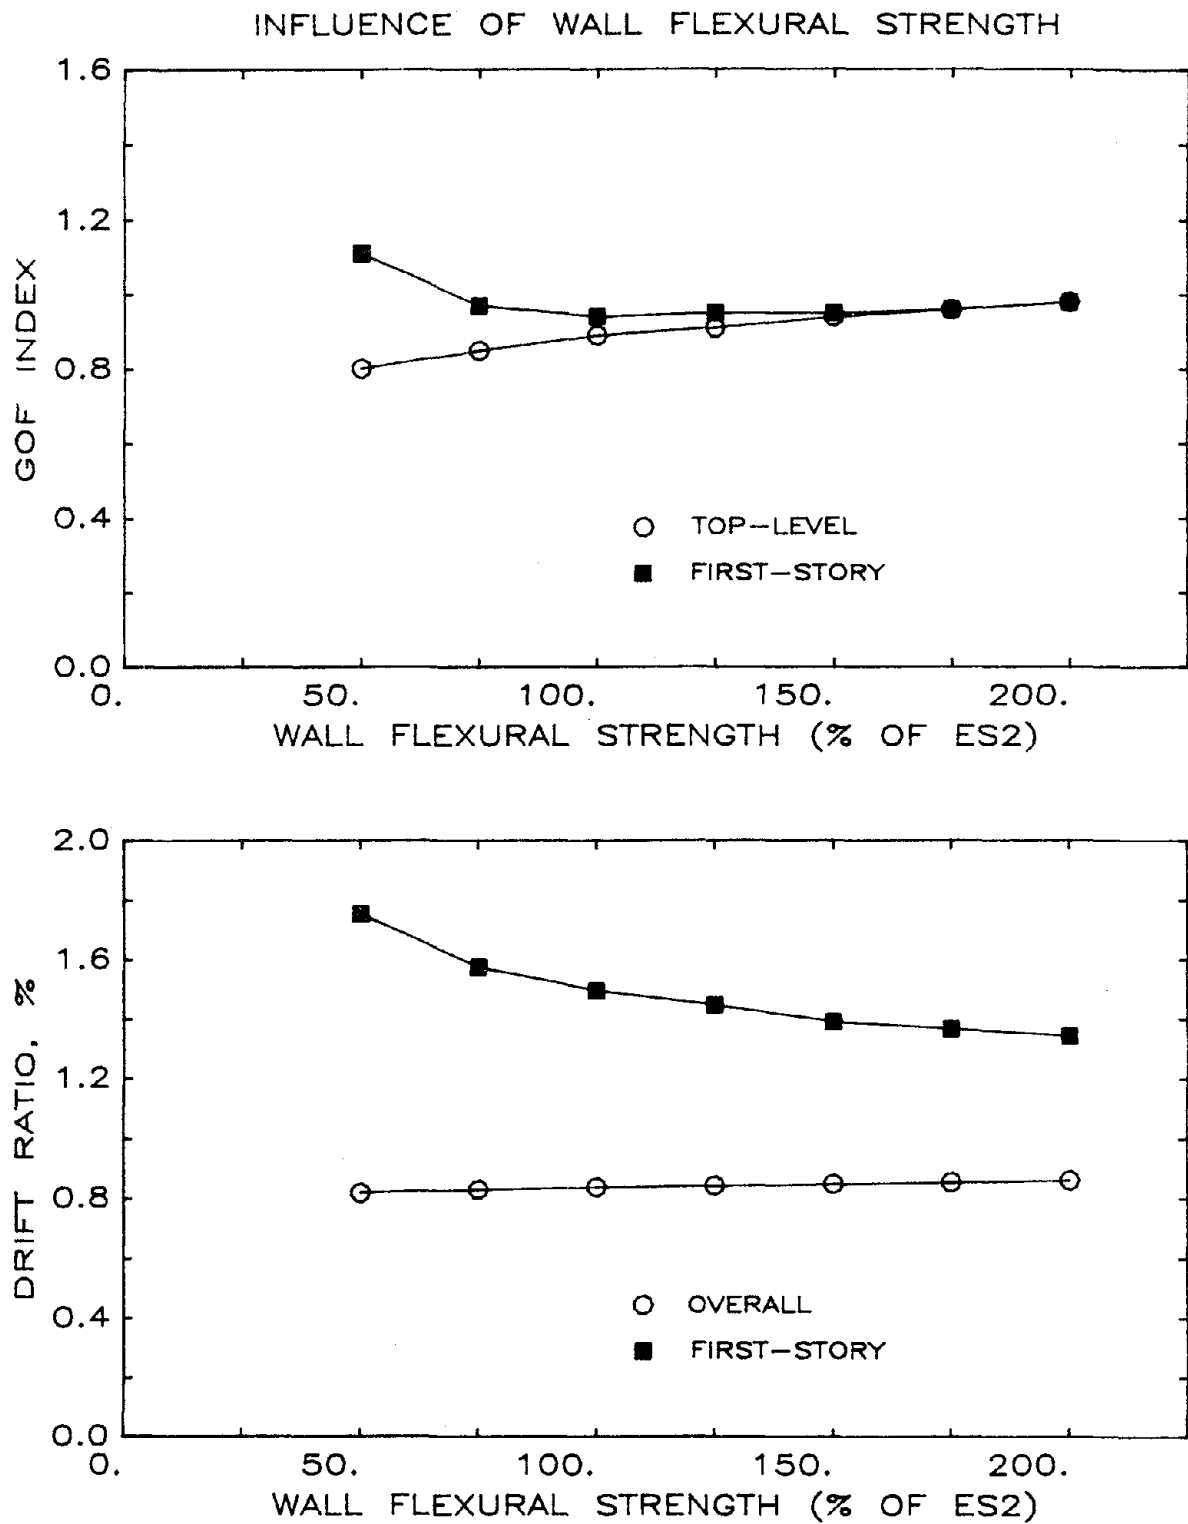 INFLUENCE OF WALL FLEXURAL STRENGTH
1.6
1.2
0.8
0.4
0.0
GOF INDEX
○ TOP-LEVEL
■ FIRST-STORY
0. 50. 100. 150. 200.
WALL FLEXURAL STRENGTH (% OF ES2)
2.0
1.6
1.2
0.8
0.4
0.0
DRIFT RATIO, %
○ OVERALL
■ FIRST-STORY
0. 50. 100. 150. 200.
WALL FLEXURAL STRENGTH (% OF ES2)